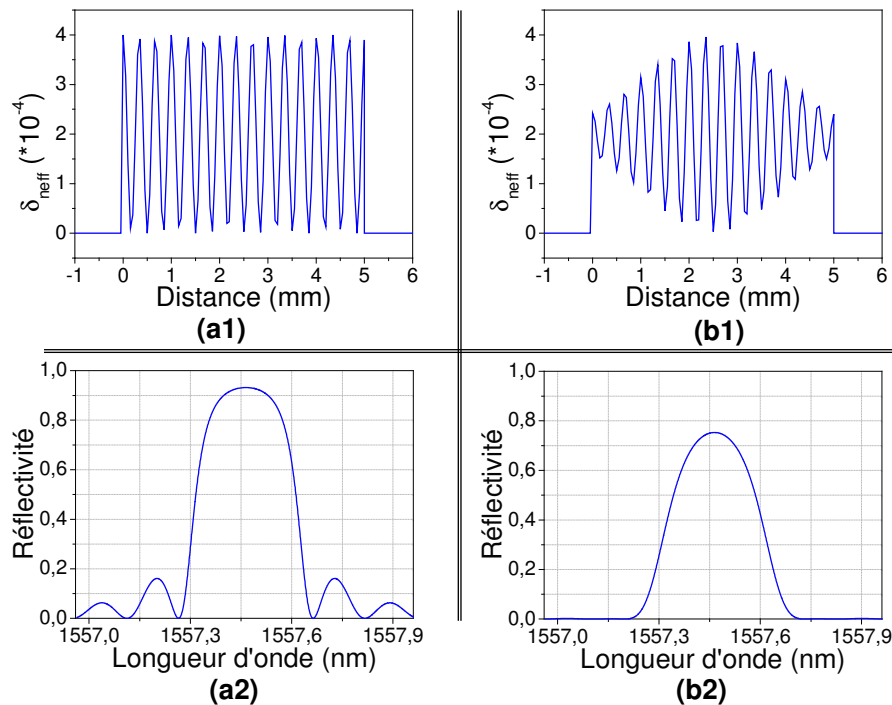 4
3
2
1
0
δneff (*10-4)
-1 0 1 2 3 4 5 6
Distance (mm)
(a1)
4
3
2
1
0
δneff (*10-4)
-1 0 1 2 3 4 5 6
Distance (mm)
(b1)
1,0
0,8
0,6
0,4
0,2
0,0
Réflectivité
1557,0 1557,3 1557,6 1557,9
Longueur d'onde (nm)
(a2)
1,0
0,8
0,6
0,4
0,2
0,0
Réflectivité
1557,0 1557,3 1557,6 1557,9
Longueur d'onde (nm)
(b2)